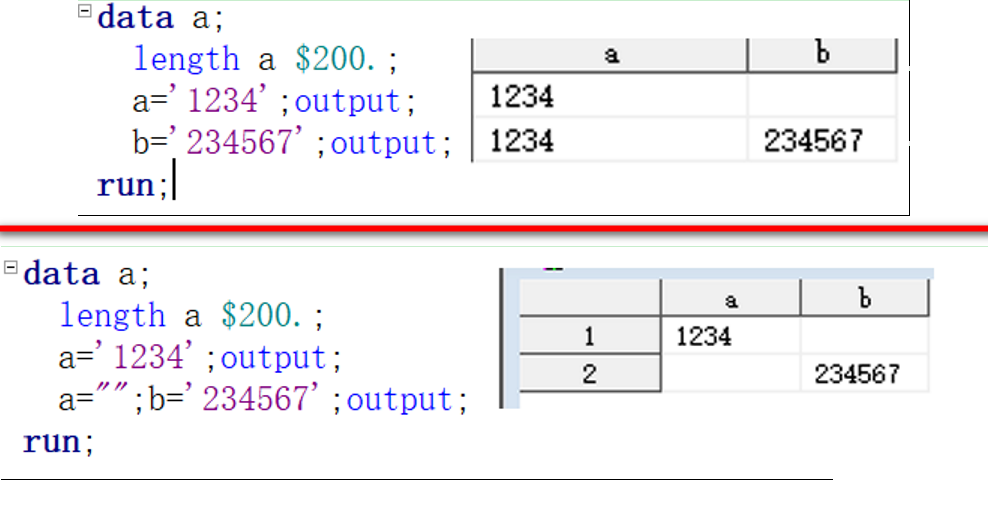 data a;
length a $200. ;
a='1234' ;output;
b='234567' ;output;
run;
a b
1234
1234 234567
data a;
length a $200. ;
a='1234' ;output;
a="";b='234567' ;output;
run;
a b
1 1234
2 234567